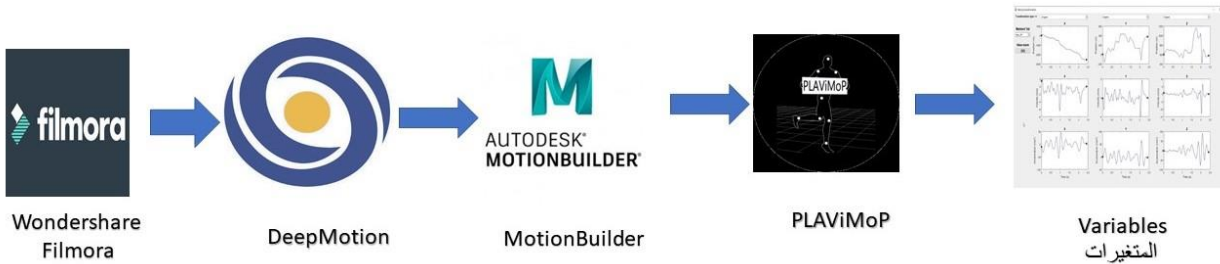 filmora
AUTODESK®
MOTIONBUILDER®
PLAViMoP
Wondershare
Filmora
DeepMotion
MotionBuilder
PLAViMoP
Variables
المتغيرات